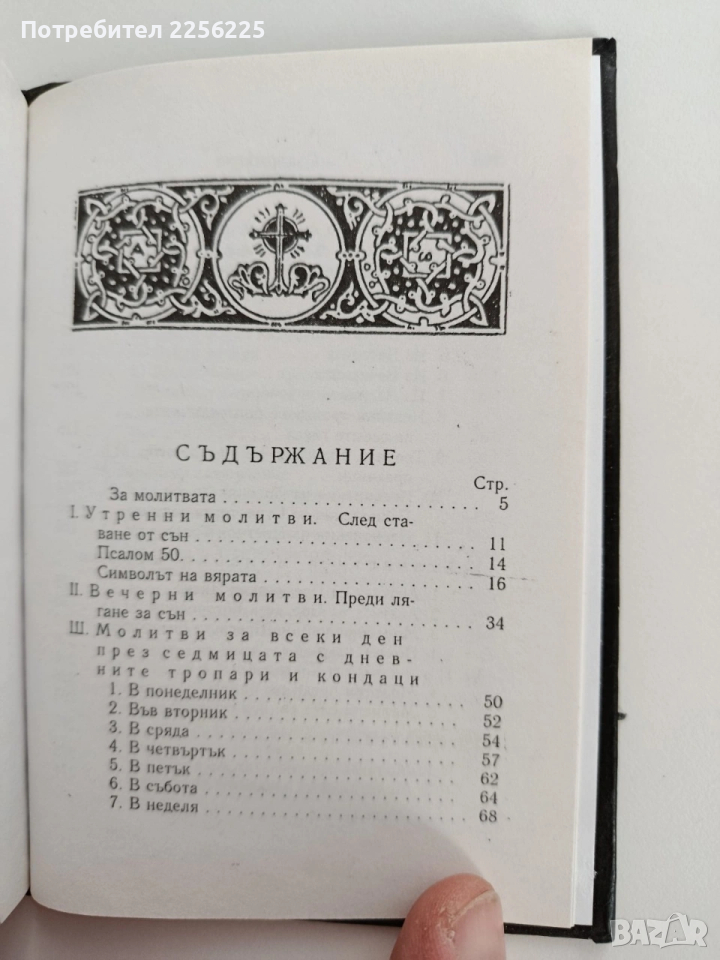 Потребител 2256225
А
ω
СЪДЪРЖАНИЕ
Стр.
За молитвата 5
I. Утренни молитви. След ста-
ване от сън 11
Псалом 50. 14
Символът на вярата 16
II. Вечерни молитви. Преди ля-
гане за сън 34
III. Молитви за всеки ден
през седмицата с днев-
ните тропари и кондаци
1. В понеделник 50
2. Във вторник 52
3. В сряда 54
4. В четвъртък 57
5. В петък 62
6. В събота 64
7. В неделя 68
BAZAR